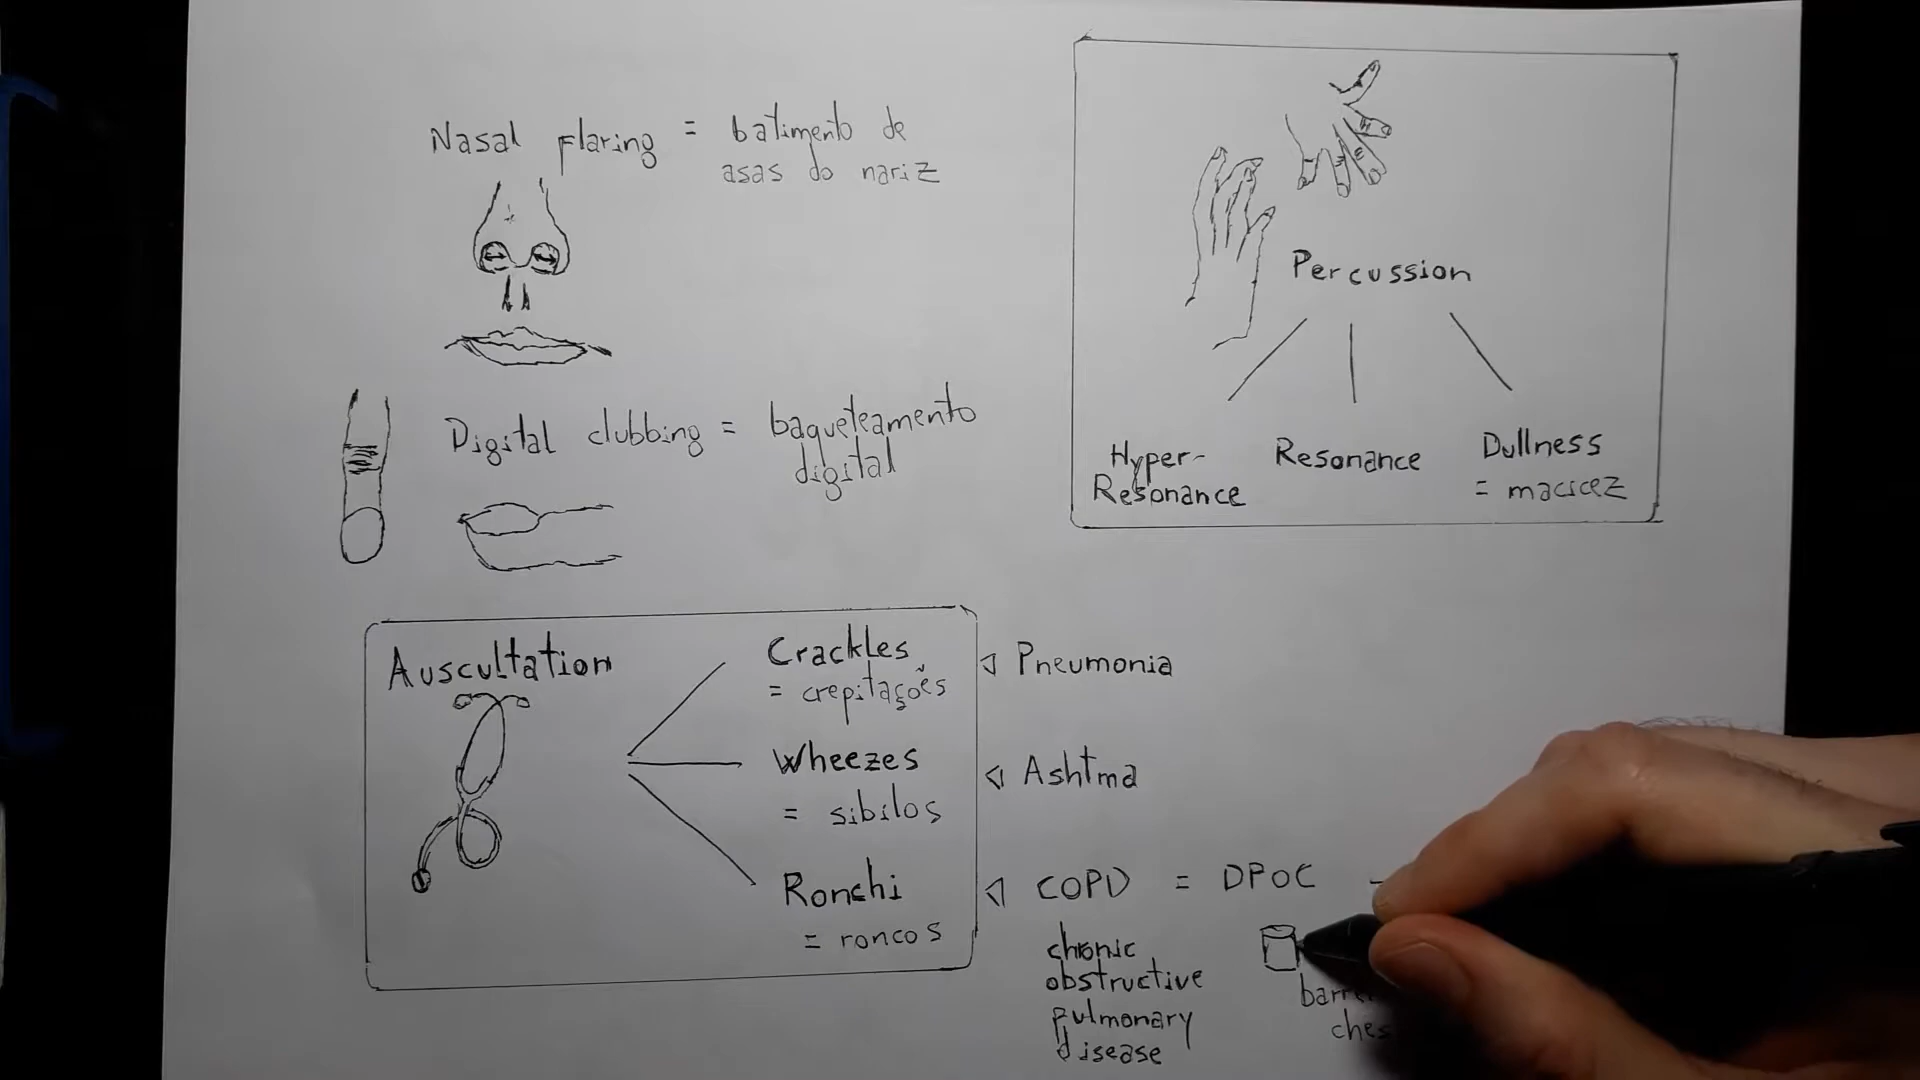 Nasal flaring = batimento de
asas do nariz
Digital clubbing = baqueteamento
digital
Percussion
Hyper-
Resonance
Resonance
Dullness
= macicez
Auscultation
Crackles
= crepitações
Wheezes
= sibilos
Ronchi
= roncos
Pneumonia
Ashtma
COPD = DPOC
chronic
obstructive
pulmonary
disease